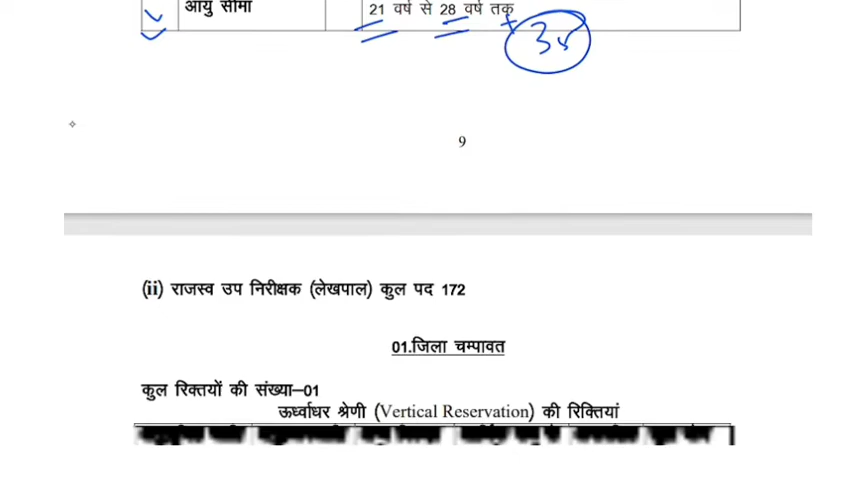 आयु सीमा 21 वर्ष से 28 वर्ष तक
9
(ii) राजस्व उप निरीक्षक (लेखपाल) कुल पद 172
01.जिला चम्पावत
कुल रिक्तयों की संख्या–01
ऊर्ध्वाधर श्रेणी (Vertical Reservation) की रिक्तियां